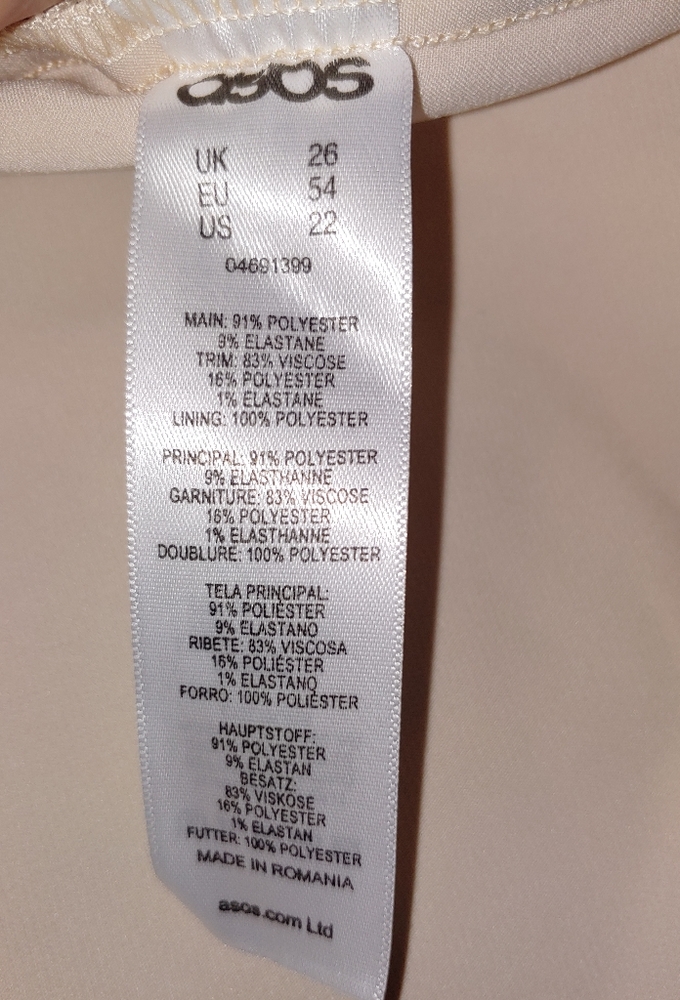 asos
UK 26
EU 54
US 22
04691399
MAIN: 91% POLYESTER
9% ELASTANE
TRIM: 83% VISCOSE
16% POLYESTER
1% ELASTANE
LINING: 100% POLYESTER
PRINCIPAL: 91% POLYESTER
9% ELASTHANNE
GARNITURE: 83% VISCOSE
16% POLYESTER
1% ELASTHANNE
DOUBLURE: 100% POLYESTER
TELA PRINCIPAL:
91% POLIÉSTER
9% ELASTANO
RIBETE: 83% VISCOSA
16% POLIÉSTER
1% ELASTANO
FORRO: 100% POLIÉSTER
HAUPTSTOFF:
91% POLYESTER
9% ELASTAN
BESATZ:
83% VISKOSE
16% POLYESTER
1% ELASTAN
FUTTER: 100% POLYESTER
MADE IN ROMANIA
asos.com Ltd